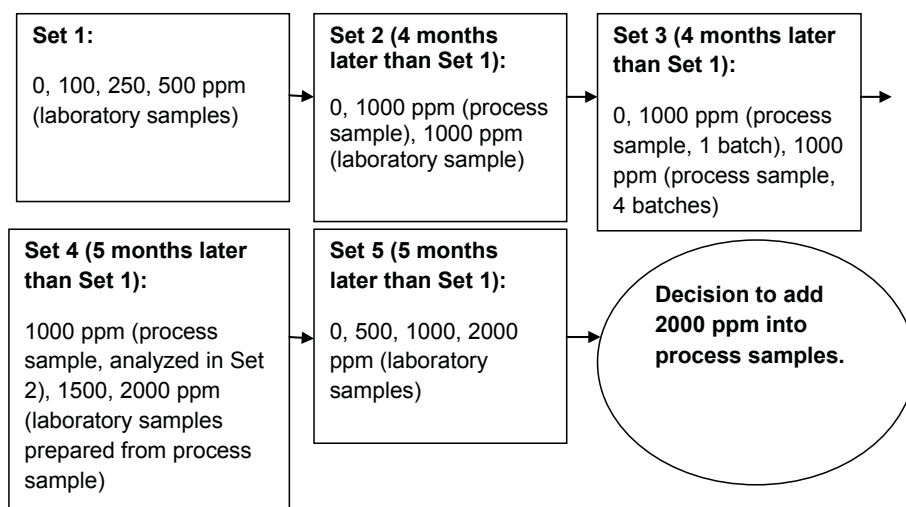 Set 1:
0, 100, 250, 500 ppm
(laboratory samples)
Set 2 (4 months
later than Set 1):
0, 1000 ppm (process
sample), 1000 ppm
(laboratory sample)
Set 3 (4 months later
than Set 1):
0, 1000 ppm (process
sample, 1 batch), 1000
ppm (process sample,
4 batches)
Set 4 (5 months later
than Set 1):
1000 ppm (process
sample, analyzed in Set
2), 1500, 2000 ppm
(laboratory samples
prepared from process
sample)
Set 5 (5 months
later than Set 1):
0, 500, 1000, 2000
ppm (laboratory
samples)
Decision to add
2000 ppm into
process samples.